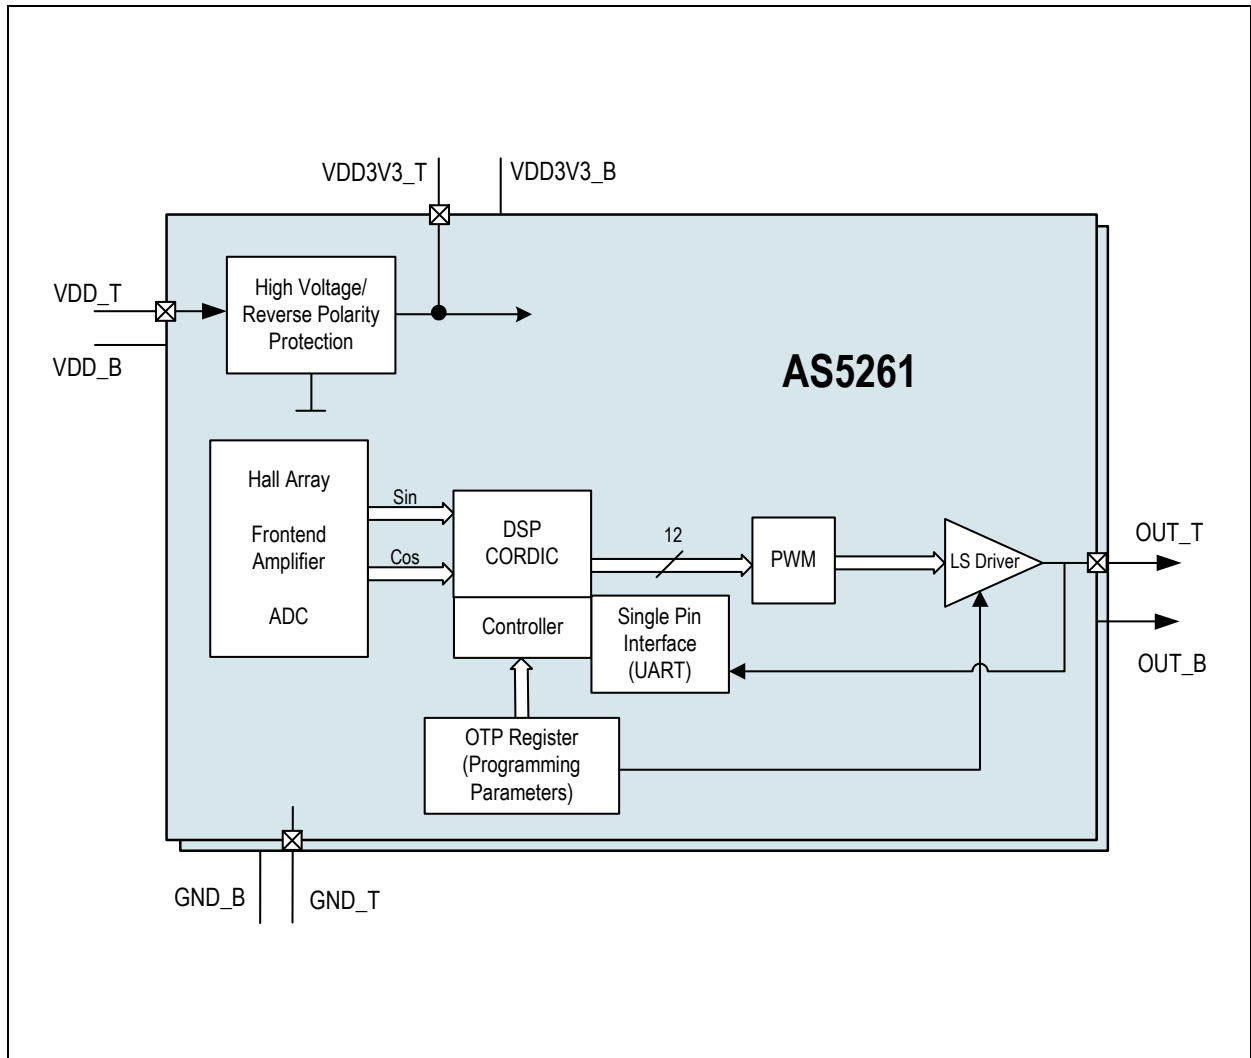 VDD3V3_T
VDD3V3_B
High Voltage/
Reverse Polarity
Protection
VDD_T
VDD_B
AS5261
Hall Array
Frontend
Amplifier
ADC
Sin
Cos
DSP
CORDIC
Controller
12
PWM
LS Driver
OUT_T
OUT_B
Single Pin
Interface
(UART)
OTP Register
(Programming
Parameters)
GND_B
GND_T